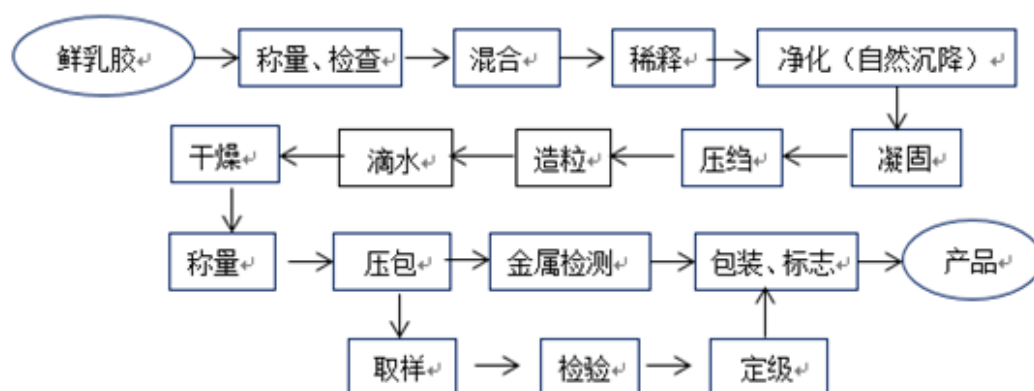 鲜乳胶
称量、检查
混合
稀释
净化（自然沉降）
凝固
压绉
造粒
滴水
干燥
称量
压包
金属检测
包装、标志
产品
取样
检验
定级